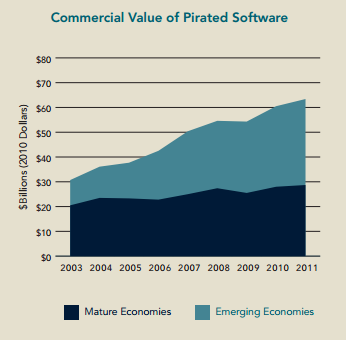 Commercial Value of Pirated Software
$Billions (2010 Dollars)
$80
$70
$60
$50
$40
$30
$20
$10
$0
2003 2004 2005 2006 2007 2008 2009 2010 2011
Mature Economies Emerging Economies